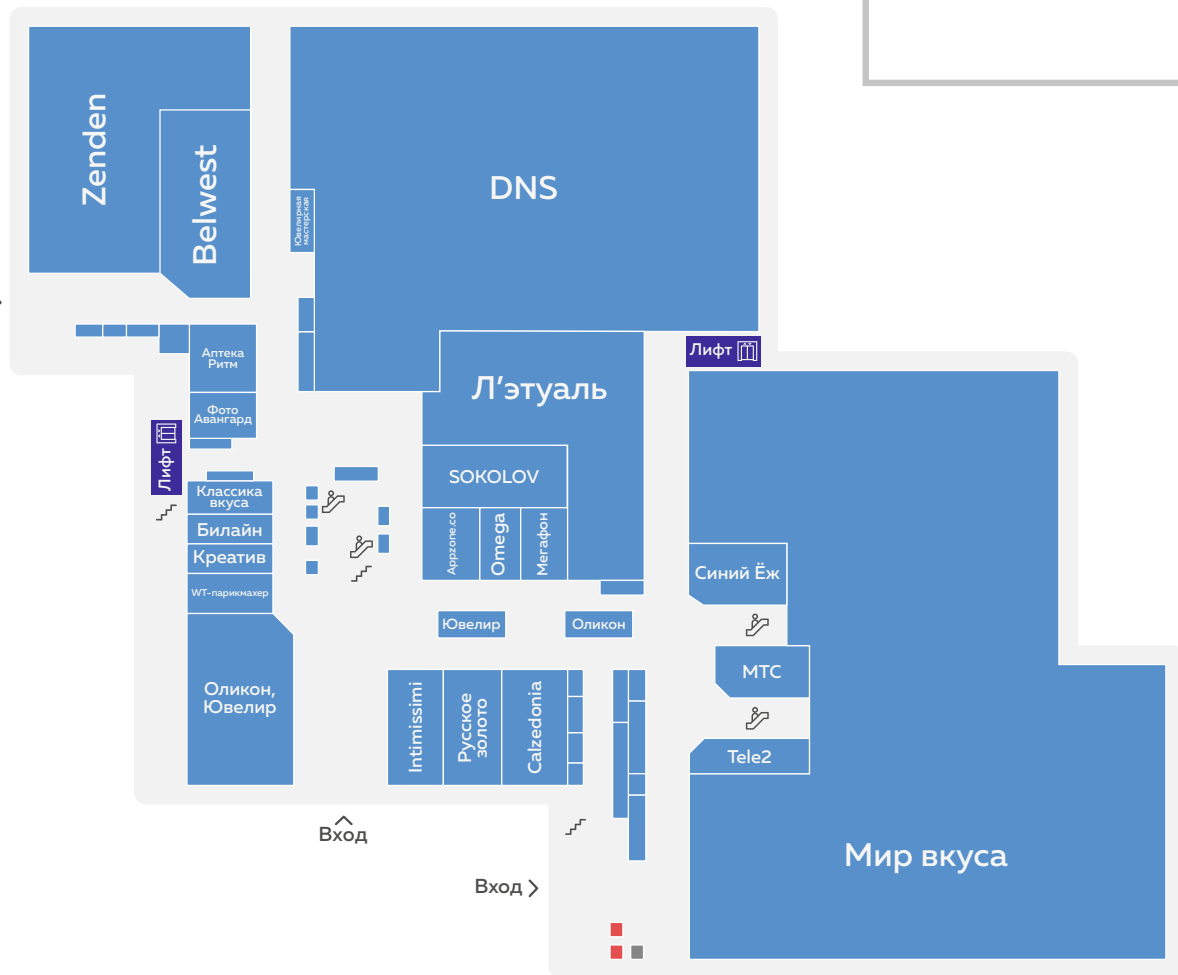 Zenden
Belwest
DNS
Ювелирная
мастерская
Лифт
Аптека
Ритм
Л'этуаль
Фото
Авангард
Лифт
SOKOLOV
Классика
вкуса
Билайн
Креатив
WT-парикмахер
Appzone.co
Omega
Мегафон
Синий Ёж
Ювелир
Оликон
МТС
Оликон,
Ювелир
Intimissimi
Русское
золото
Calzedonia
Tele2
Вход
Мир вкуса
Вход